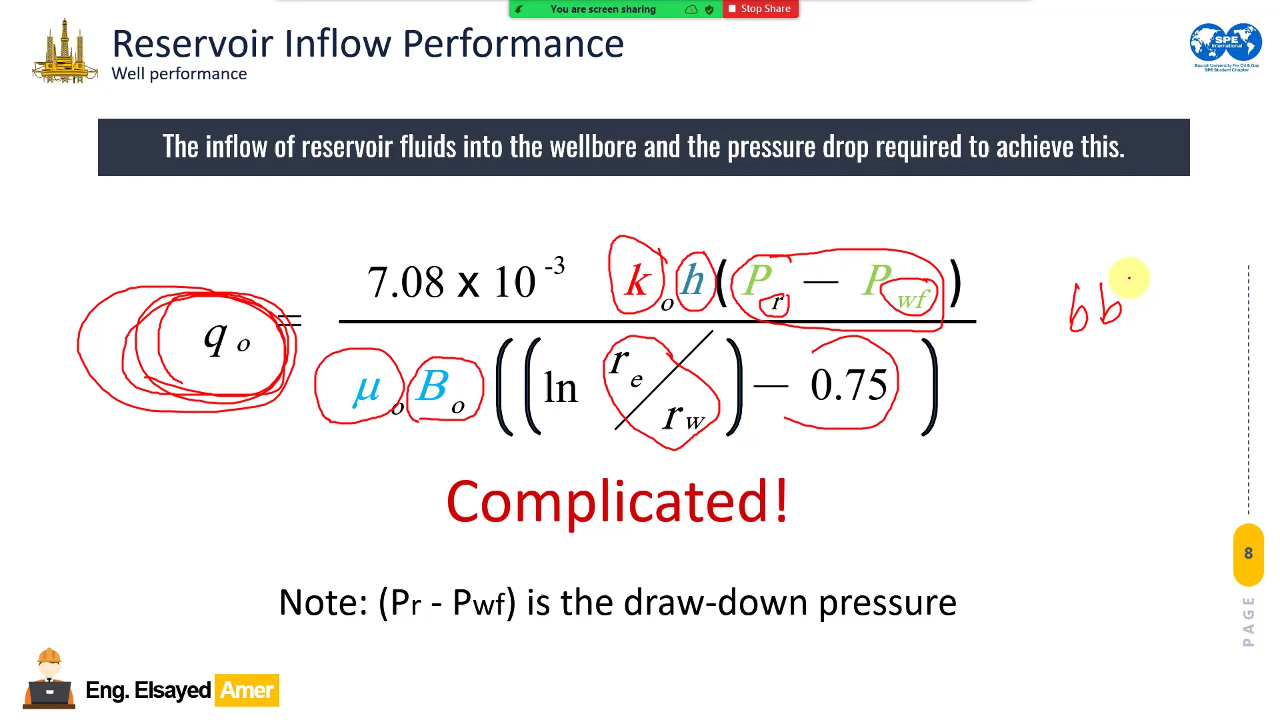 You are screen sharing
Stop Share
Reservoir Inflow Performance
Well performance
SPE
International
The inflow of reservoir fluids into the wellbore and the pressure drop required to achieve this.
q o = 7.08 x 10 -3 k o h ( P r − P wf )
μ o B o ( ( ln r e / r w ) − 0.75 )
bb
Complicated!
Note: (Pr - Pwf) is the draw-down pressure
8
PAGE
Eng. Elsayed Amer